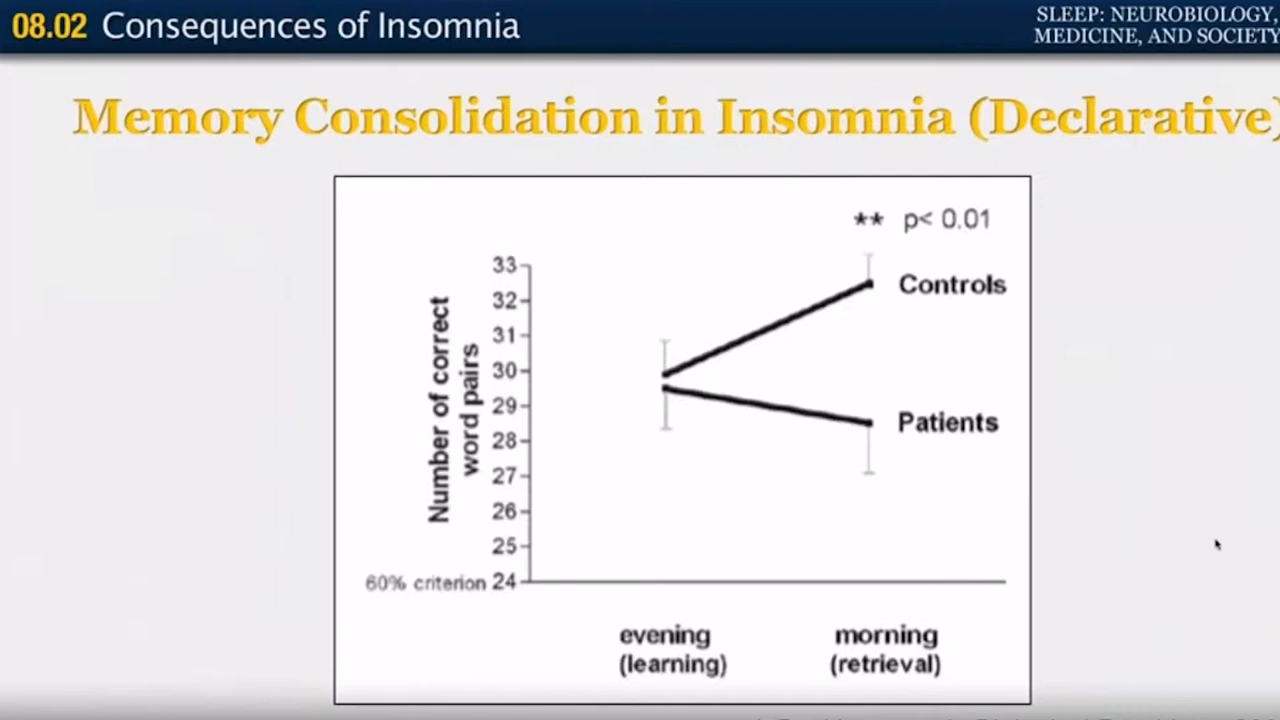 08.02 Consequences of Insomnia
SLEEP: NEUROBIOLOGY,
MEDICINE, AND SOCIETY
Memory Consolidation in Insomnia (Declarative)
** p< 0.01
33
32
31
30
29
28
27
26
25
60% criterion 24
Number of correct
word pairs
Controls
Patients
evening
(learning)
morning
(retrieval)